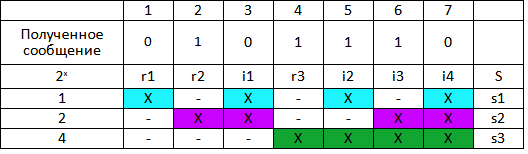 1 2 3 4 5 6 7
Полученное
сообщение 0 1 0 1 1 1 0
2ˣ r1 r2 i1 r3 i2 i3 i4 S
1 X - X - X - X s1
2 - X X - - X X s2
4 - - - X X X X s3